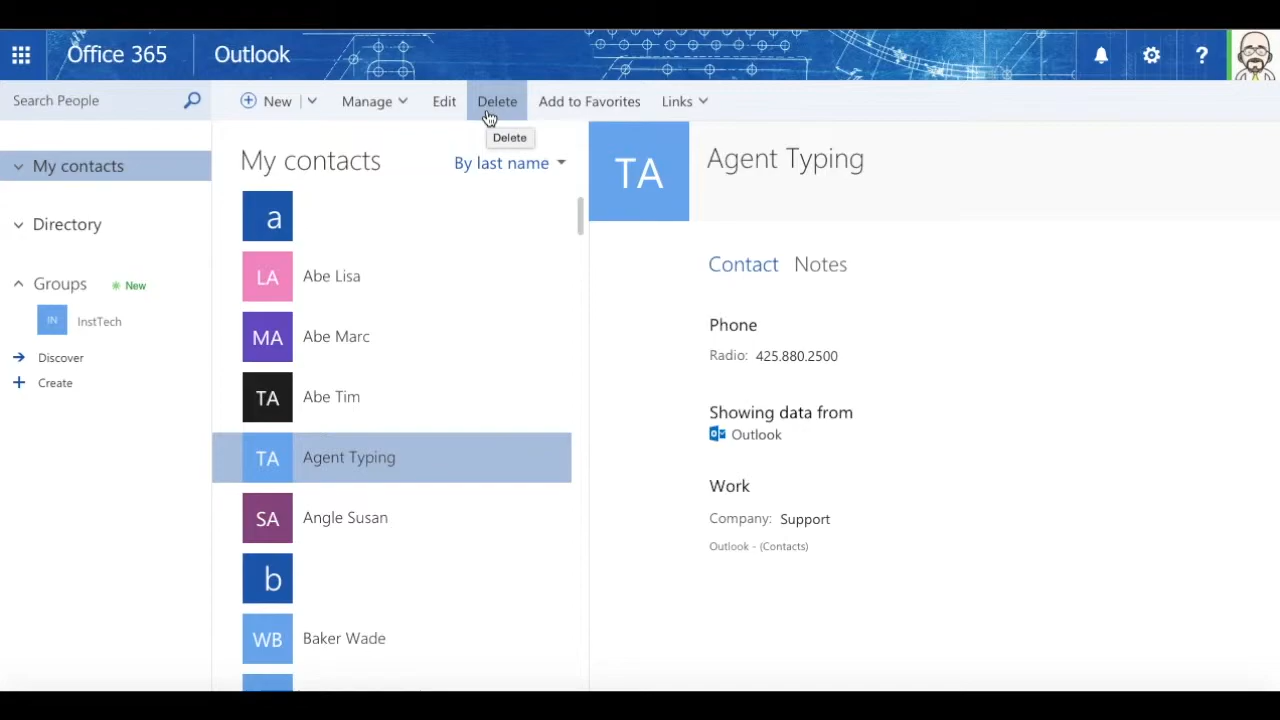 Office 365
Outlook
?
Search People
New
Manage
Edit
Delete
Add to Favorites
Links
Delete
My contacts
Directory
Groups
New
IN
InstTech
Discover
Create
My contacts
By last name
a
LA
Abe Lisa
MA
Abe Marc
TA
Abe Tim
TA
Agent Typing
SA
Angle Susan
b
WB
Baker Wade
TA
Agent Typing
Contact
Notes
Phone
Radio: 425.880.2500
Showing data from
Outlook
Work
Company: Support
Outlook - (Contacts)